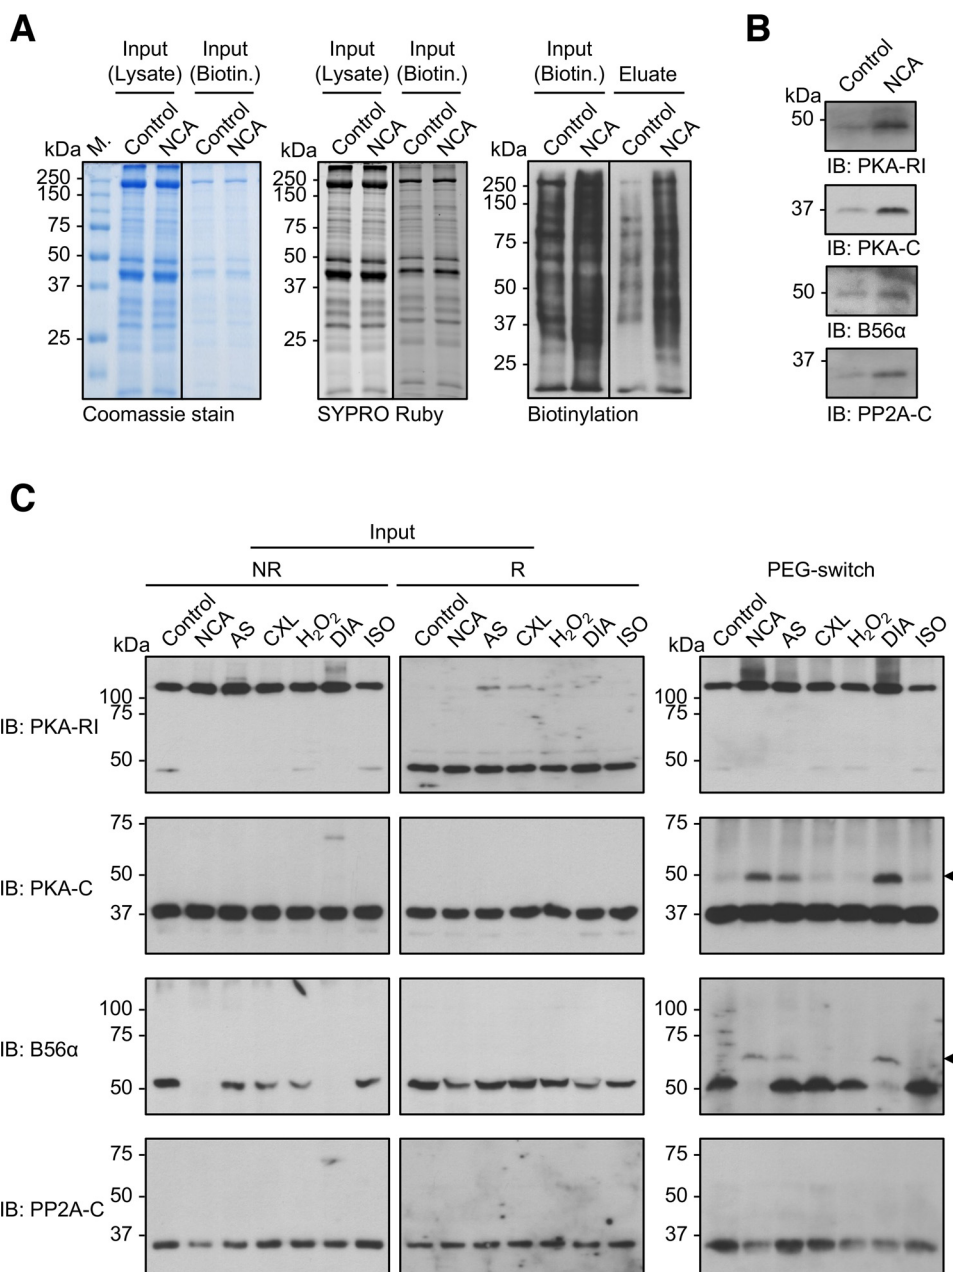 A
Input
(Lysate)
Input
(Biotin.)
Input
(Lysate)
Input
(Biotin.)
Input
(Biotin.)
Eluate
kDa
M.
Control
NCA
Control
NCA
kDa
Control
NCA
Control
NCA
kDa
Control
NCA
Control
NCA
250
150
75
50
37
25
250
150
75
50
37
25
250
150
75
50
37
25
Coomassie stain
SYPRO Ruby
Biotinylation
B
Control
NCA
kDa
50
IB: PKA-RI
37
IB: PKA-C
50
IB: B56α
37
IB: PP2A-C
C
Input
NR
R
PEG-switch
kDa
Control
NCA
AS
CXL
H₂O₂
DIA
ISO
Control
NCA
AS
CXL
H₂O₂
DIA
ISO
kDa
Control
NCA
AS
CXL
H₂O₂
DIA
ISO
IB: PKA-RI
100
75
50
100
75
50
IB: PKA-C
75
50
37
75
50
37
IB: B56α
100
75
50
100
75
50
IB: PP2A-C
75
50
37
75
50
37